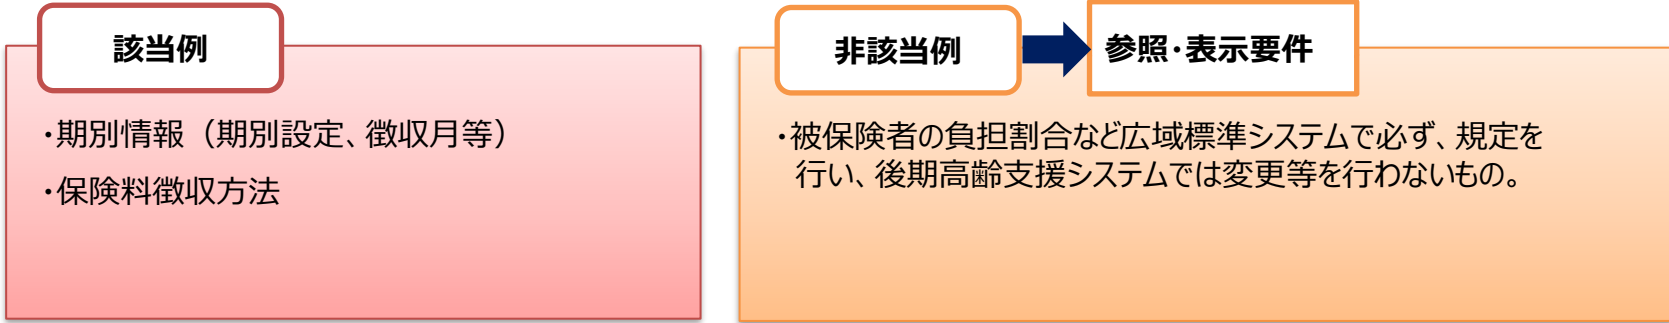 該当例
・期別情報（期別設定、徴収月等）
・保険料徴収方法
非該当例
参照・表示要件
・被保険者の負担割合など広域標準システムで必ず、規定を
行い、後期高齢支援システムでは変更等を行わないもの。